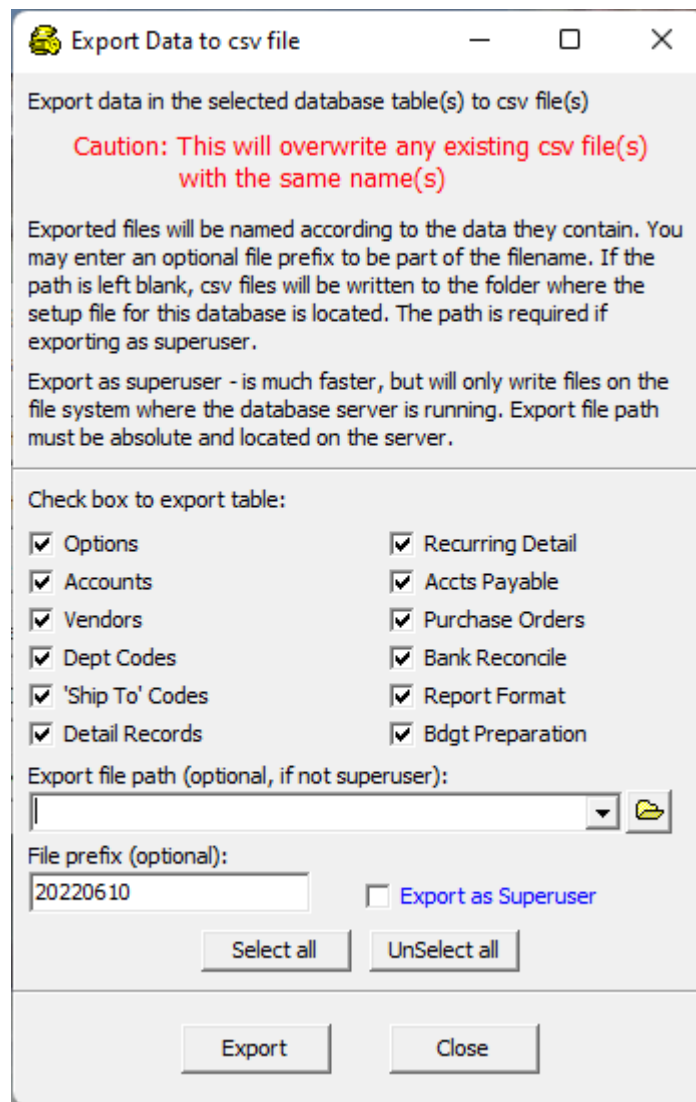 Export Data to csv file
Export data in the selected database table(s) to csv file(s)
Caution: This will overwrite any existing csv file(s)
with the same name(s)
Exported files will be named according to the data they contain. You
may enter an optional file prefix to be part of the filename. If the
path is left blank, csv files will be written to the folder where the
setup file for this database is located. The path is required if
exporting as superuser.
Export as superuser - is much faster, but will only write files on the
file system where the database server is running. Export file path
must be absolute and located on the server.
Check box to export table:
Options
Recurring Detail
Accounts
Accts Payable
Vendors
Purchase Orders
Dept Codes
Bank Reconcile
'Ship To' Codes
Report Format
Detail Records
Bdgt Preparation
Export file path (optional, if not superuser):
File prefix (optional):
20220610
Export as Superuser
Select all
UnSelect all
Export
Close